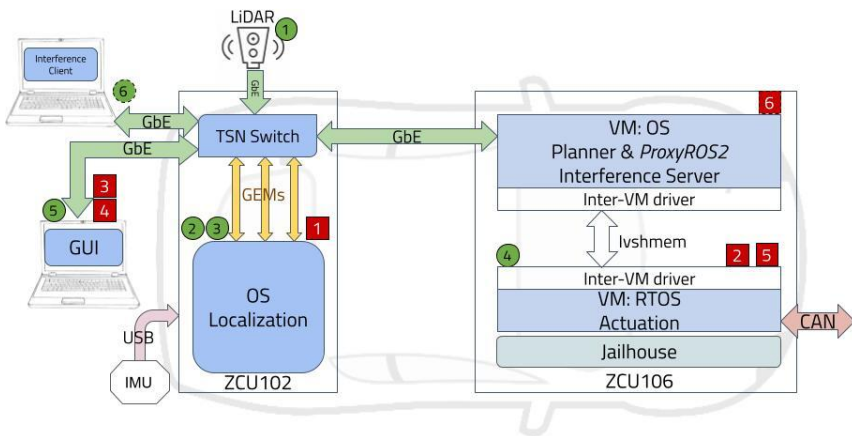 LiDAR
1
Interference
Client
6
GbE
GbE
TSN Switch
GbE
GbE
6
VM: OS
Planner & ProxyROS2
Interference Server
Inter-VM driver
3
5
4
GUI
GEMs
2
3
1
OS
Localization
Ivshmem
4
2
5
Inter-VM driver
VM: RTOS
Actuation
CAN
Jailhouse
USB
IMU
ZCU102
ZCU106